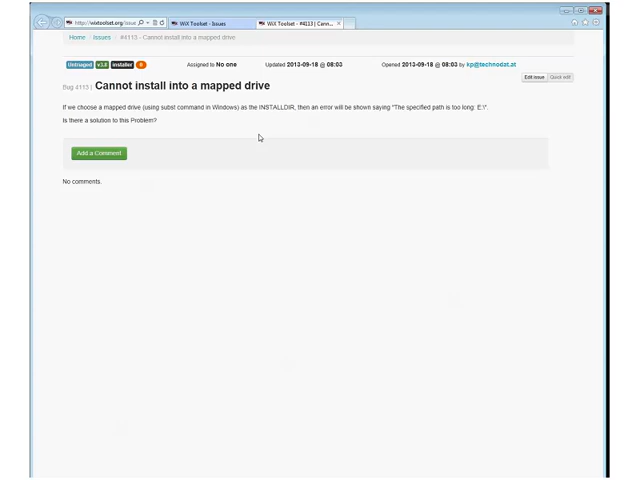 http://wixtoolset.org/issue
WiX Toolset - Issues
WiX Toolset - #4113 | Cann...
Home
Issues
#4113 - Cannot install into a mapped drive
Untriaged v3.8 installer 0
Assigned to No one
Updated 2013-09-18 @ 08:03
Opened 2013-09-18 @ 08:03 by kp@technodat.at
Edit issue
Quick edit
Bug 4113 | Cannot install into a mapped drive
If we choose a mapped drive (using subst command in Windows) as the INSTALLDIR, then an error will be shown saying "The specified path is too long E:\".
Is there a solution to this Problem?
Add a Comment
No comments.